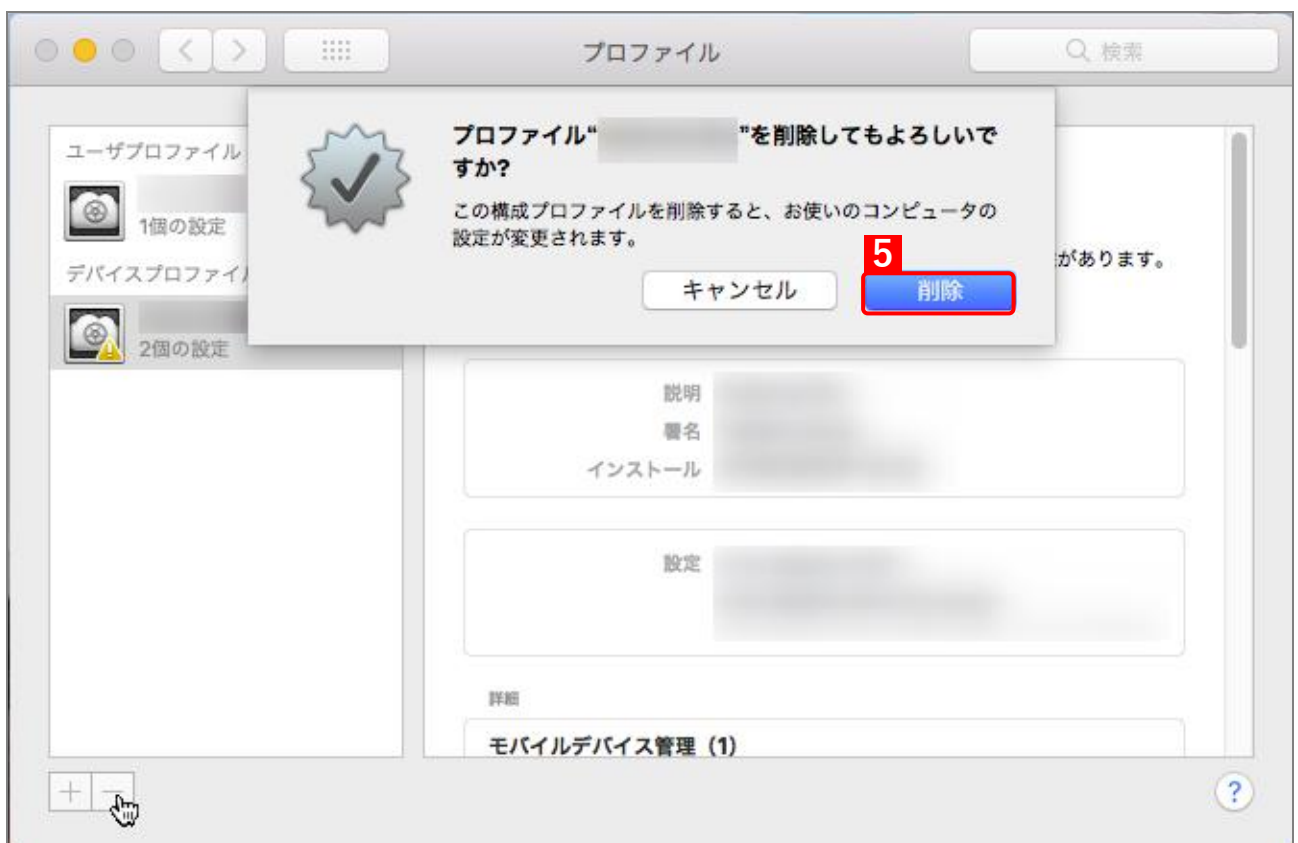 プロファイル
検索
プロファイル“ ”を削除してもよろしいで
すか?
この構成プロファイルを削除すると、お使いのコンピュータの
設定が変更されます。
5
キャンセル
削除
ユーザプロファイル
1個の設定
デバイスプロファイル
2個の設定
があります。
説明
署名
インストール
設定
詳細
モバイルデバイス管理（1）
+
−
?